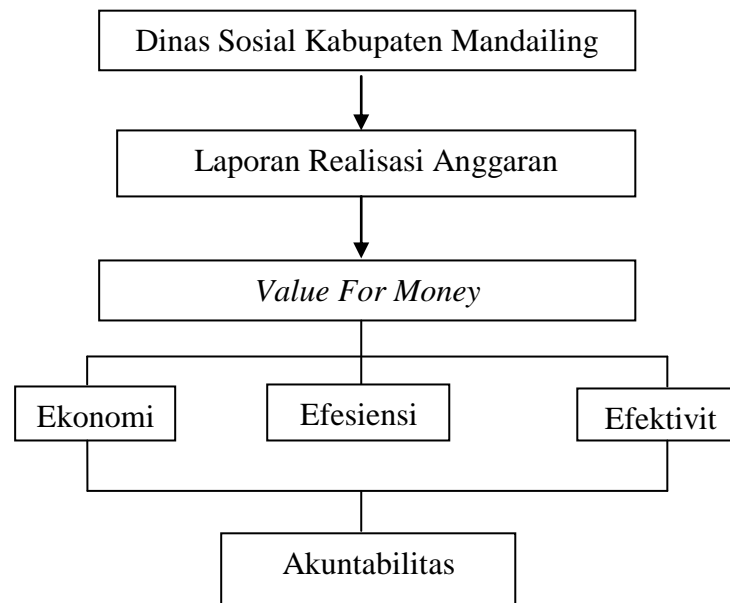 Dinas Sosial Kabupaten Mandailing
Laporan Realisasi Anggaran
Value For Money
Ekonomi
Efesiensi
Efektivit
Akuntabilitas